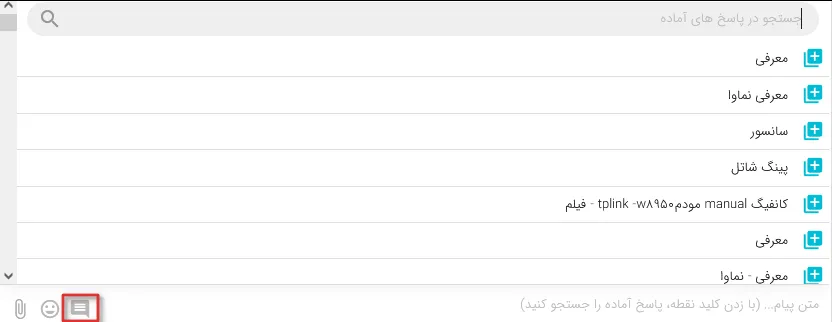 جستجو در پاسخ های آماده
معرفی
معرفی نماوا
سانسور
پینگ شاتل
کانفیگ manual مودم tplink -w۸۹۵۰ - فیلم
معرفی
معرفی - نماوا
متن پیام... (با زدن کلید نقطه، پاسخ آماده را جستجو کنید)